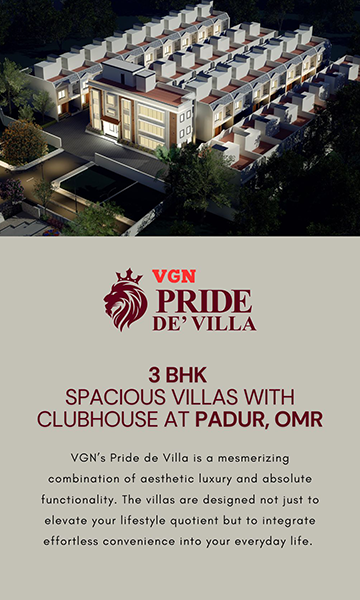 VGN
PRIDE
DE' VILLA
3 BHK
SPACIOUS VILLAS WITH
CLUBHOUSE AT PADUR, OMR
VGN's Pride de Villa is a mesmerizing
combination of aesthetic luxury and absolute
functionality. The villas are designed not just to
elevate your lifestyle quotient but to integrate
effortless convenience into your everyday life.